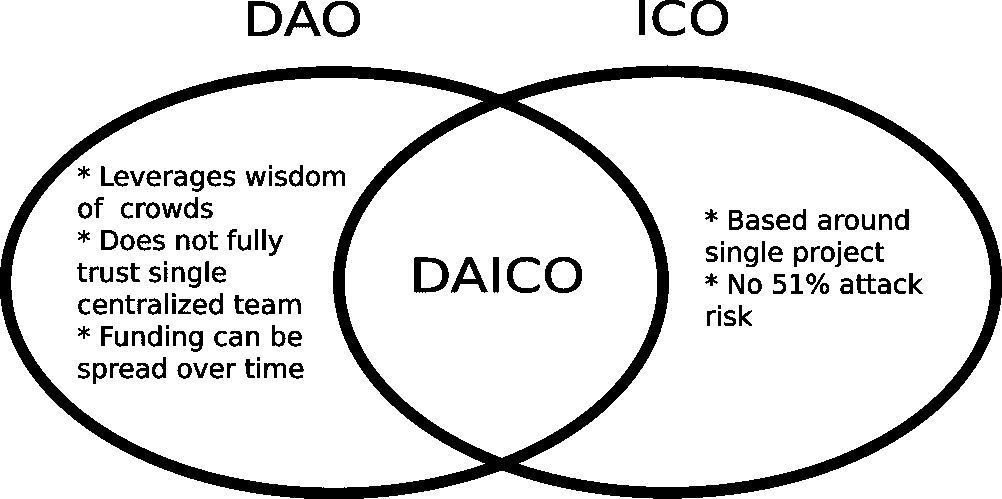 DAO
ICO
* Leverages wisdom
of  crowds
* Does not fully
trust single
centralized team
* Funding can be
spread over time
DAICO
* Based around
single project
* No 51% attack
risk